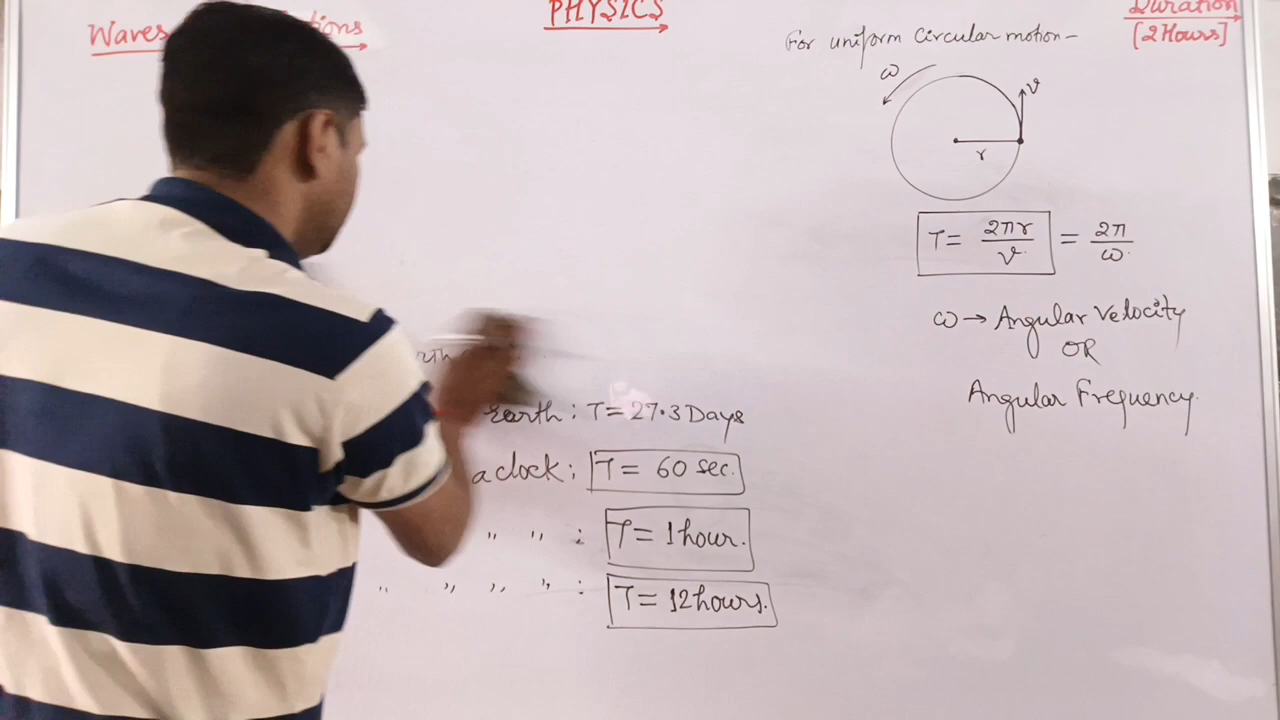 Waves
PHYSICS
Duration
[2 Hours]
For uniform circular motion -
ω
v
r
T = 2πr/v = 2π/ω
ω → Angular Velocity
OR
Angular Frequency.
earth : T = 27.3 Days
a clock : T = 60 sec.
" " : T = 1 hour.
" " " " : T = 12 hours.